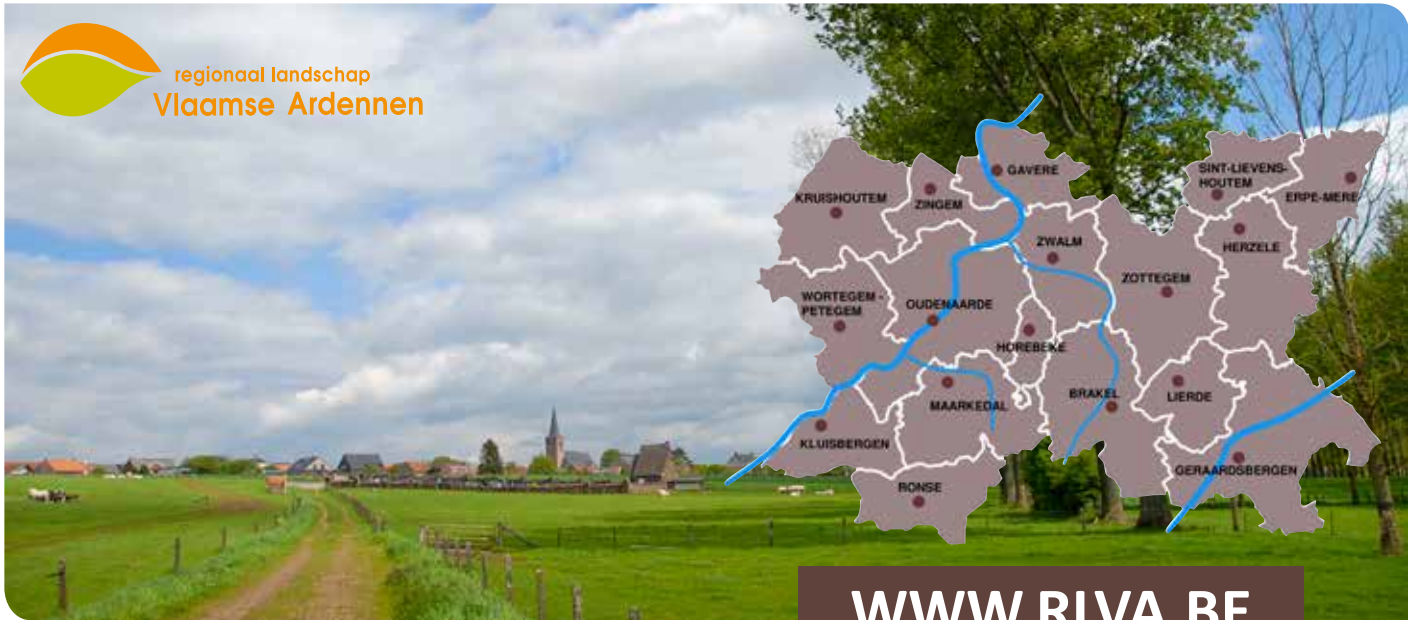 regionaal landschap
Vlaamse Ardennen
GAVERE
SINT-LIEVENS-
HOUTEM
ERPE-MERE
KRUISHOUTEM
ZINGEM
ZWALM
HERZELE
ZOTTEGEM
WORTEGEM -
PETEGEM
OUDENAARDE
HOREBEKE
MAARKEDAL
BRAKEL
LIERDE
KLUISBERGEN
GERAARDSBERGEN
RONSE
WWW.RLVA.BE